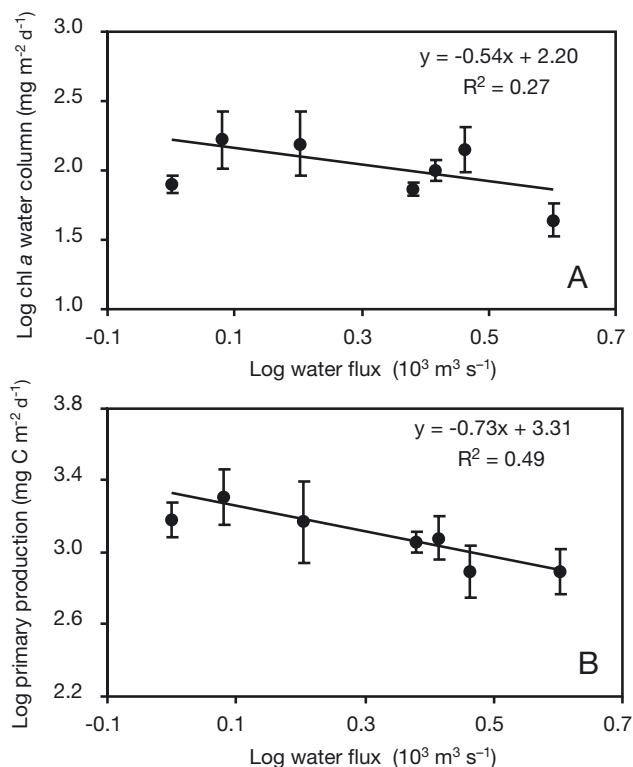 3.0
2.5
2.0
1.5
1.0
Log chl a water column (mg m⁻² d⁻¹)
y = -0.54x + 2.20
R² = 0.27
A
-0.1 0.1 0.3 0.5 0.7
Log water flux (10³ m³ s⁻¹)
3.8
3.4
3.0
2.6
2.2
Log primary production (mg C m⁻² d⁻¹)
y = -0.73x + 3.31
R² = 0.49
B
-0.1 0.1 0.3 0.5 0.7
Log water flux (10³ m³ s⁻¹)